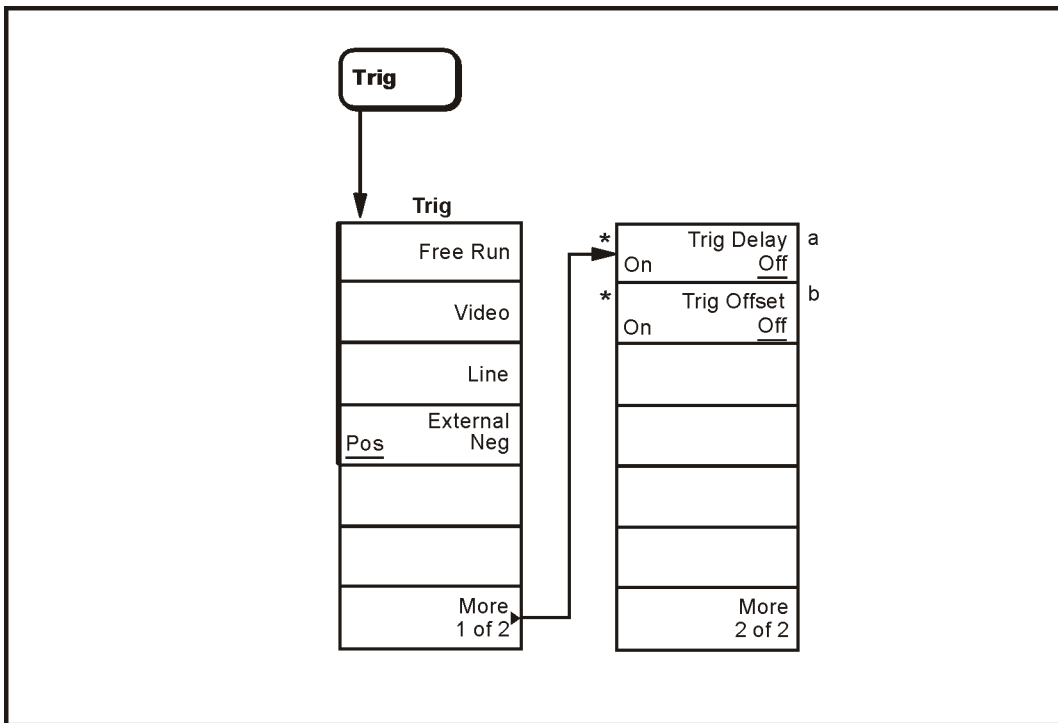 Trig
Trig
Free Run
Video
Line
External
Pos Neg
More
1 of 2
* Trig Delay a
On Off
* Trig Offset b
On Off
More
2 of 2